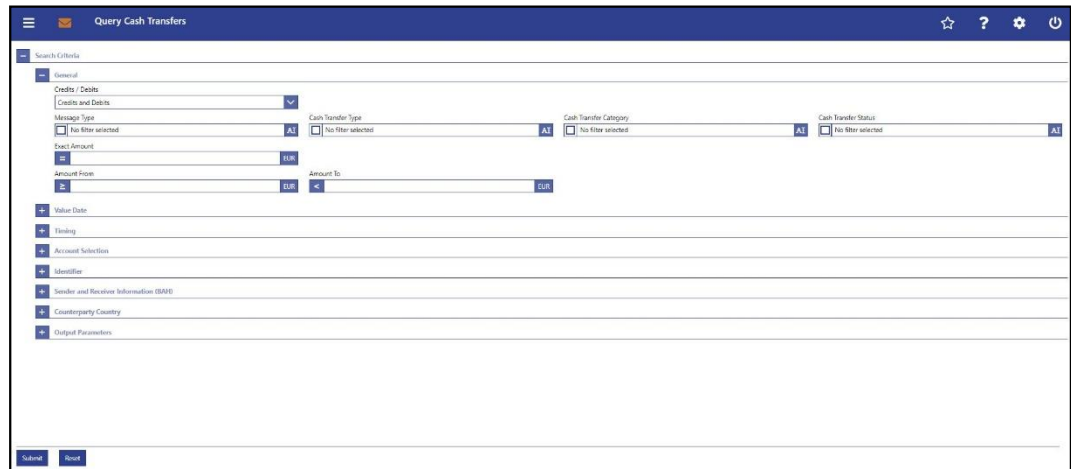 Query Cash Transfers
?
Search Criteria
General
Credits / Debits
Credits and Debits
Message Type Cash Transfer Type Cash Transfer Category Cash Transfer Status
No filter selected AI No filter selected AI No filter selected AI No filter selected AI
Exact Amount
= EUR
Amount From Amount To
≥ EUR < EUR
+ Value Date
+ Timing
+ Account Selection
+ Identifier
+ Sender and Receiver Information (BAH)
+ Counterparty Country
+ Output Parameters
Submit Reset